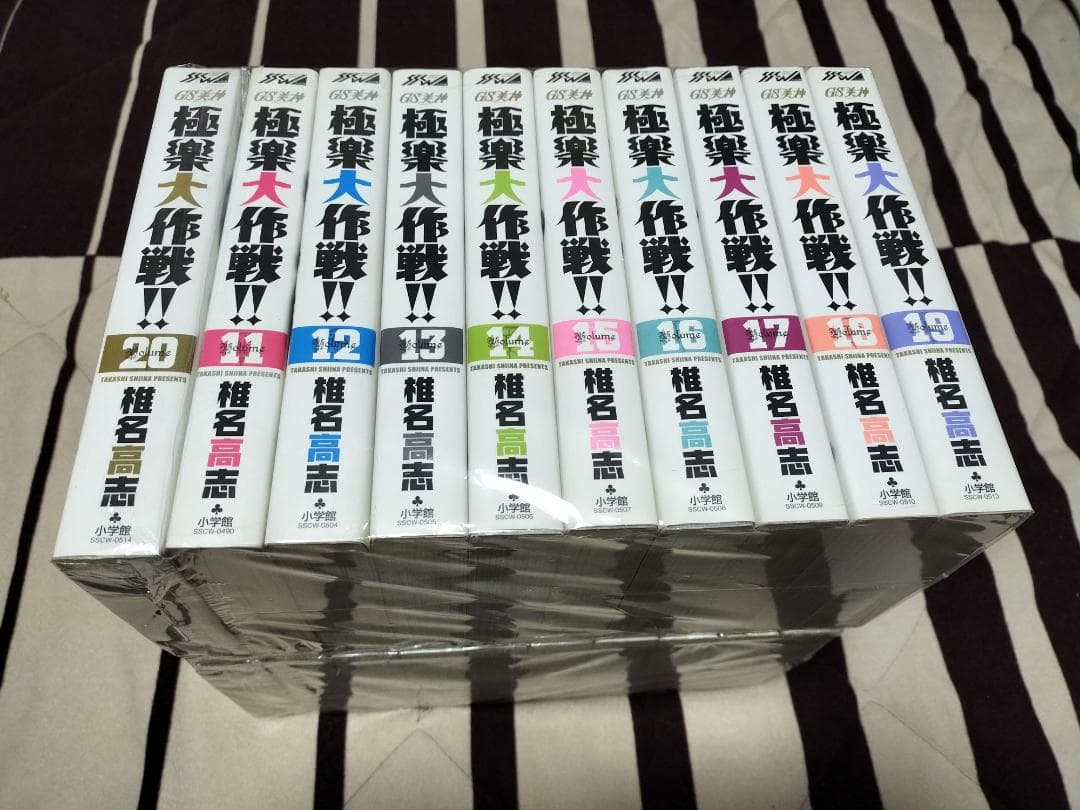 GS美神
極楽大作戦!!
20
Volume
TAKASHI SHIINA PRESENTS
椎名高志
小学館
SSCW-0514
GS美神
極楽大作戦!!
11
Volume
TAKASHI SHIINA PRESENTS
椎名高志
小学館
SSCW-0490
GS美神
極楽大作戦!!
12
Volume
TAKASHI SHIINA PRESENTS
椎名高志
小学館
SSCW-0504
GS美神
極楽大作戦!!
13
Volume
TAKASHI SHIINA PRESENTS
椎名高志
小学館
SSCW-0505
GS美神
極楽大作戦!!
14
Volume
TAKASHI SHIINA PRESENTS
椎名高志
小学館
SSCW-0506
GS美神
極楽大作戦!!
15
Volume
TAKASHI SHIINA PRESENTS
椎名高志
小学館
SSCW-0507
GS美神
極楽大作戦!!
16
Volume
TAKASHI SHIINA PRESENTS
椎名高志
小学館
SSCW-0508
GS美神
極楽大作戦!!
17
Volume
TAKASHI SHIINA PRESENTS
椎名高志
小学館
SSCW-0509
GS美神
極楽大作戦!!
18
Volume
TAKASHI SHIINA PRESENTS
椎名高志
小学館
SSCW-0510
GS美神
極楽大作戦!!
19
Volume
TAKASHI SHIINA PRESENTS
椎名高志
小学館
SSCW-0513